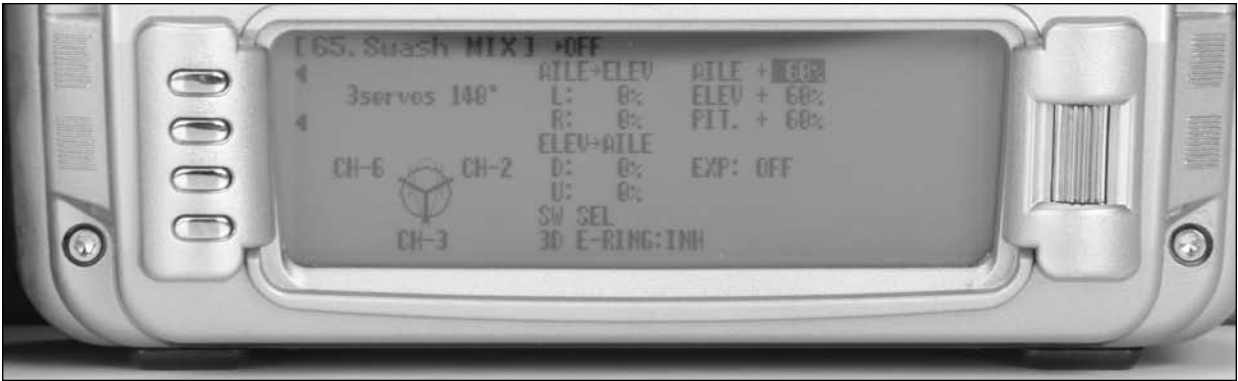 [65.Swash MIX] →OFF
AILE→ELEV AILE + 60%
3servos 140° L: 0% ELEV + 60%
R: 0% PIT. + 60%
ELEV→AILE
CH-6 CH-2 D: 0% EXP: OFF
U: 0%
SW SEL
CH-3 3D E-RING:INH